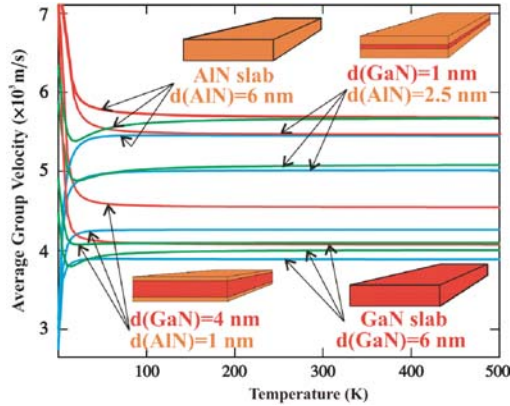 7
6
5
4
3
Average Group Velocity (×10³ m/s)
AlN slab
d(AlN)=6 nm
d(GaN)=1 nm
d(AlN)=2.5 nm
d(GaN)=4 nm
d(AlN)=1 nm
GaN slab
d(GaN)=6 nm
100 200 300 400 500
Temperature (K)